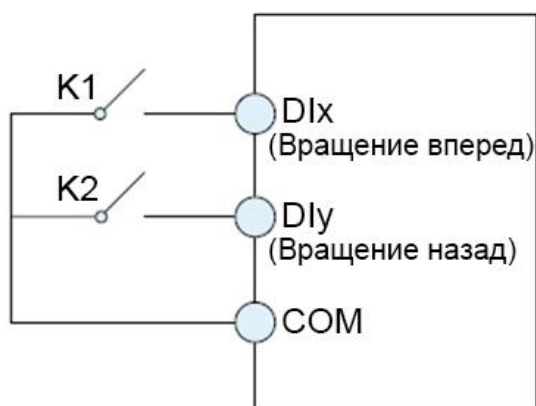 K1
DIx
(Вращение вперед)
K2
DIy
(Вращение назад)
COM